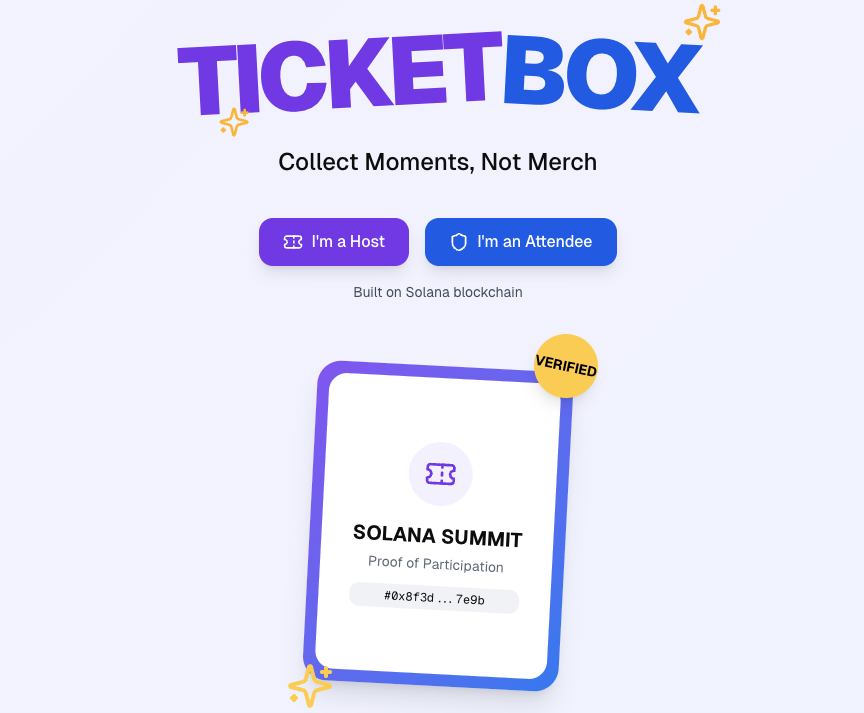 TICKETBOX
Collect Moments, Not Merch
I'm a Host
I'm an Attendee
Built on Solana blockchain
VERIFIED
SOLANA SUMMIT
Proof of Participation
#0x8f3d...7e9b